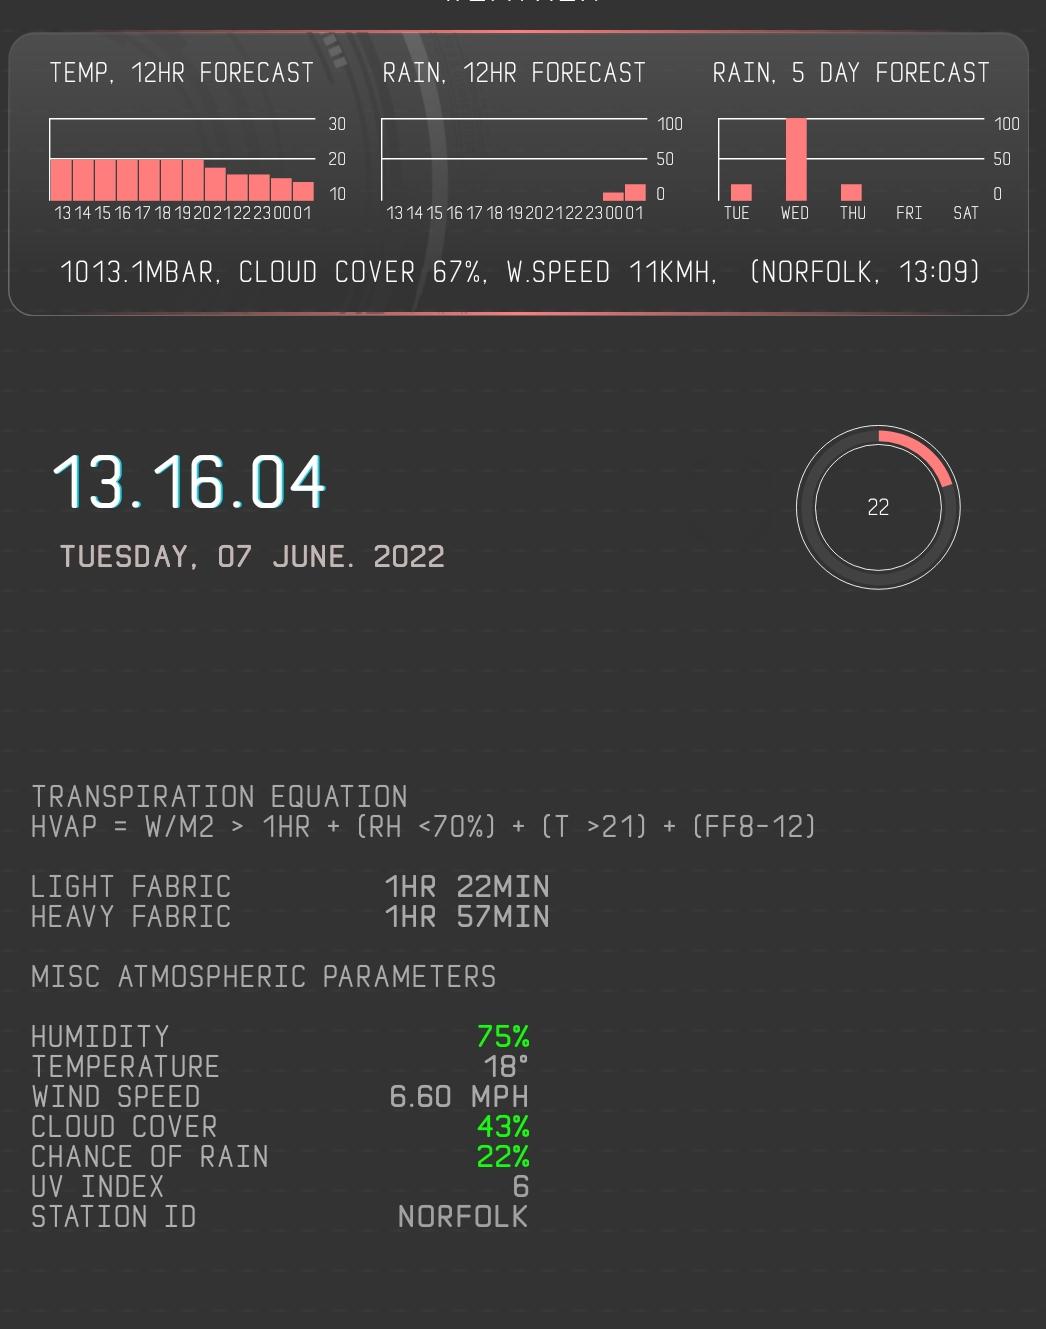 TEMP, 12HR FORECAST
30
20
10
13 14 15 16 17 18 19 20 21 22 23 00 01
RAIN, 12HR FORECAST
100
50
0
13 14 15 16 17 18 19 20 21 22 23 00 01
RAIN, 5 DAY FORECAST
100
50
0
TUE WED THU FRI SAT
1013.1MBAR, CLOUD COVER 67%, W.SPEED 11KMH, (NORFOLK, 13:09)
13.16.04
TUESDAY, 07 JUNE. 2022
22
TRANSPIRATION EQUATION
HVAP = W/M2 > 1HR + (RH <70%) + (T >21) + (FF8-12)
LIGHT FABRIC 1HR 22MIN
HEAVY FABRIC 1HR 57MIN
MISC ATMOSPHERIC PARAMETERS
HUMIDITY 75%
TEMPERATURE 18°
WIND SPEED 6.60 MPH
CLOUD COVER 43%
CHANCE OF RAIN 22%
UV INDEX 6
STATION ID NORFOLK